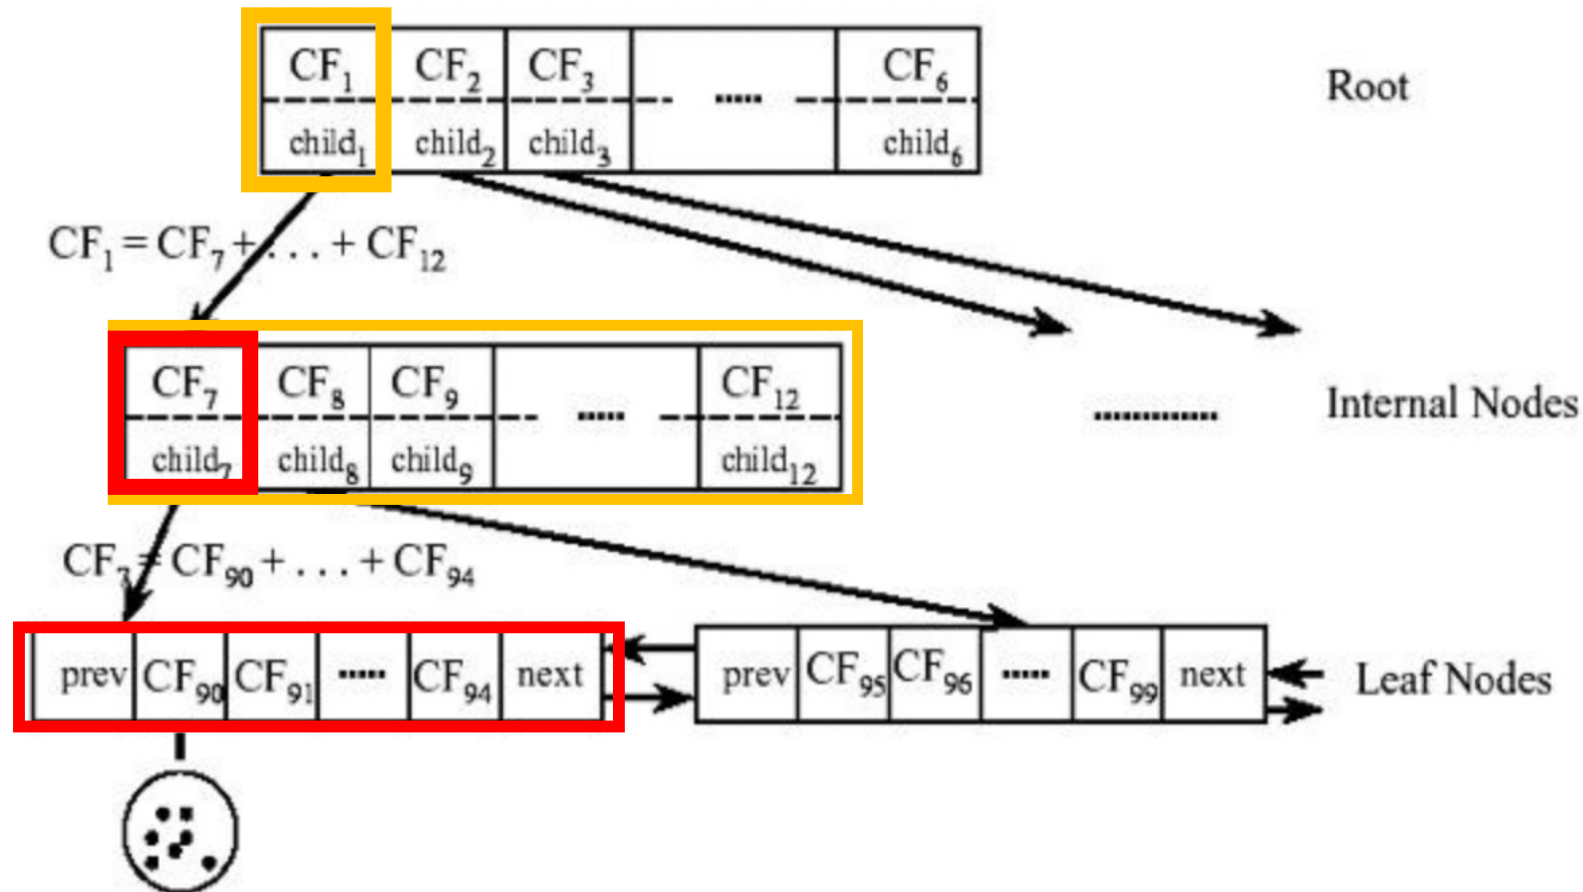 CF₁ CF₂ CF₃ ..... CF₆
child₁ child₂ child₃ child₆
Root
CF₁ = CF₇ + . . . + CF₁₂
CF₇ CF₈ CF₉ ..... CF₁₂
child₇ child₈ child₉ child₁₂
.............
Internal Nodes
CF₇ = CF₉₀ + . . . + CF₉₄
prev CF₉₀ CF₉₁ ..... CF₉₄ next
prev CF₉₅ CF₉₆ ..... CF₉₉ next
Leaf Nodes